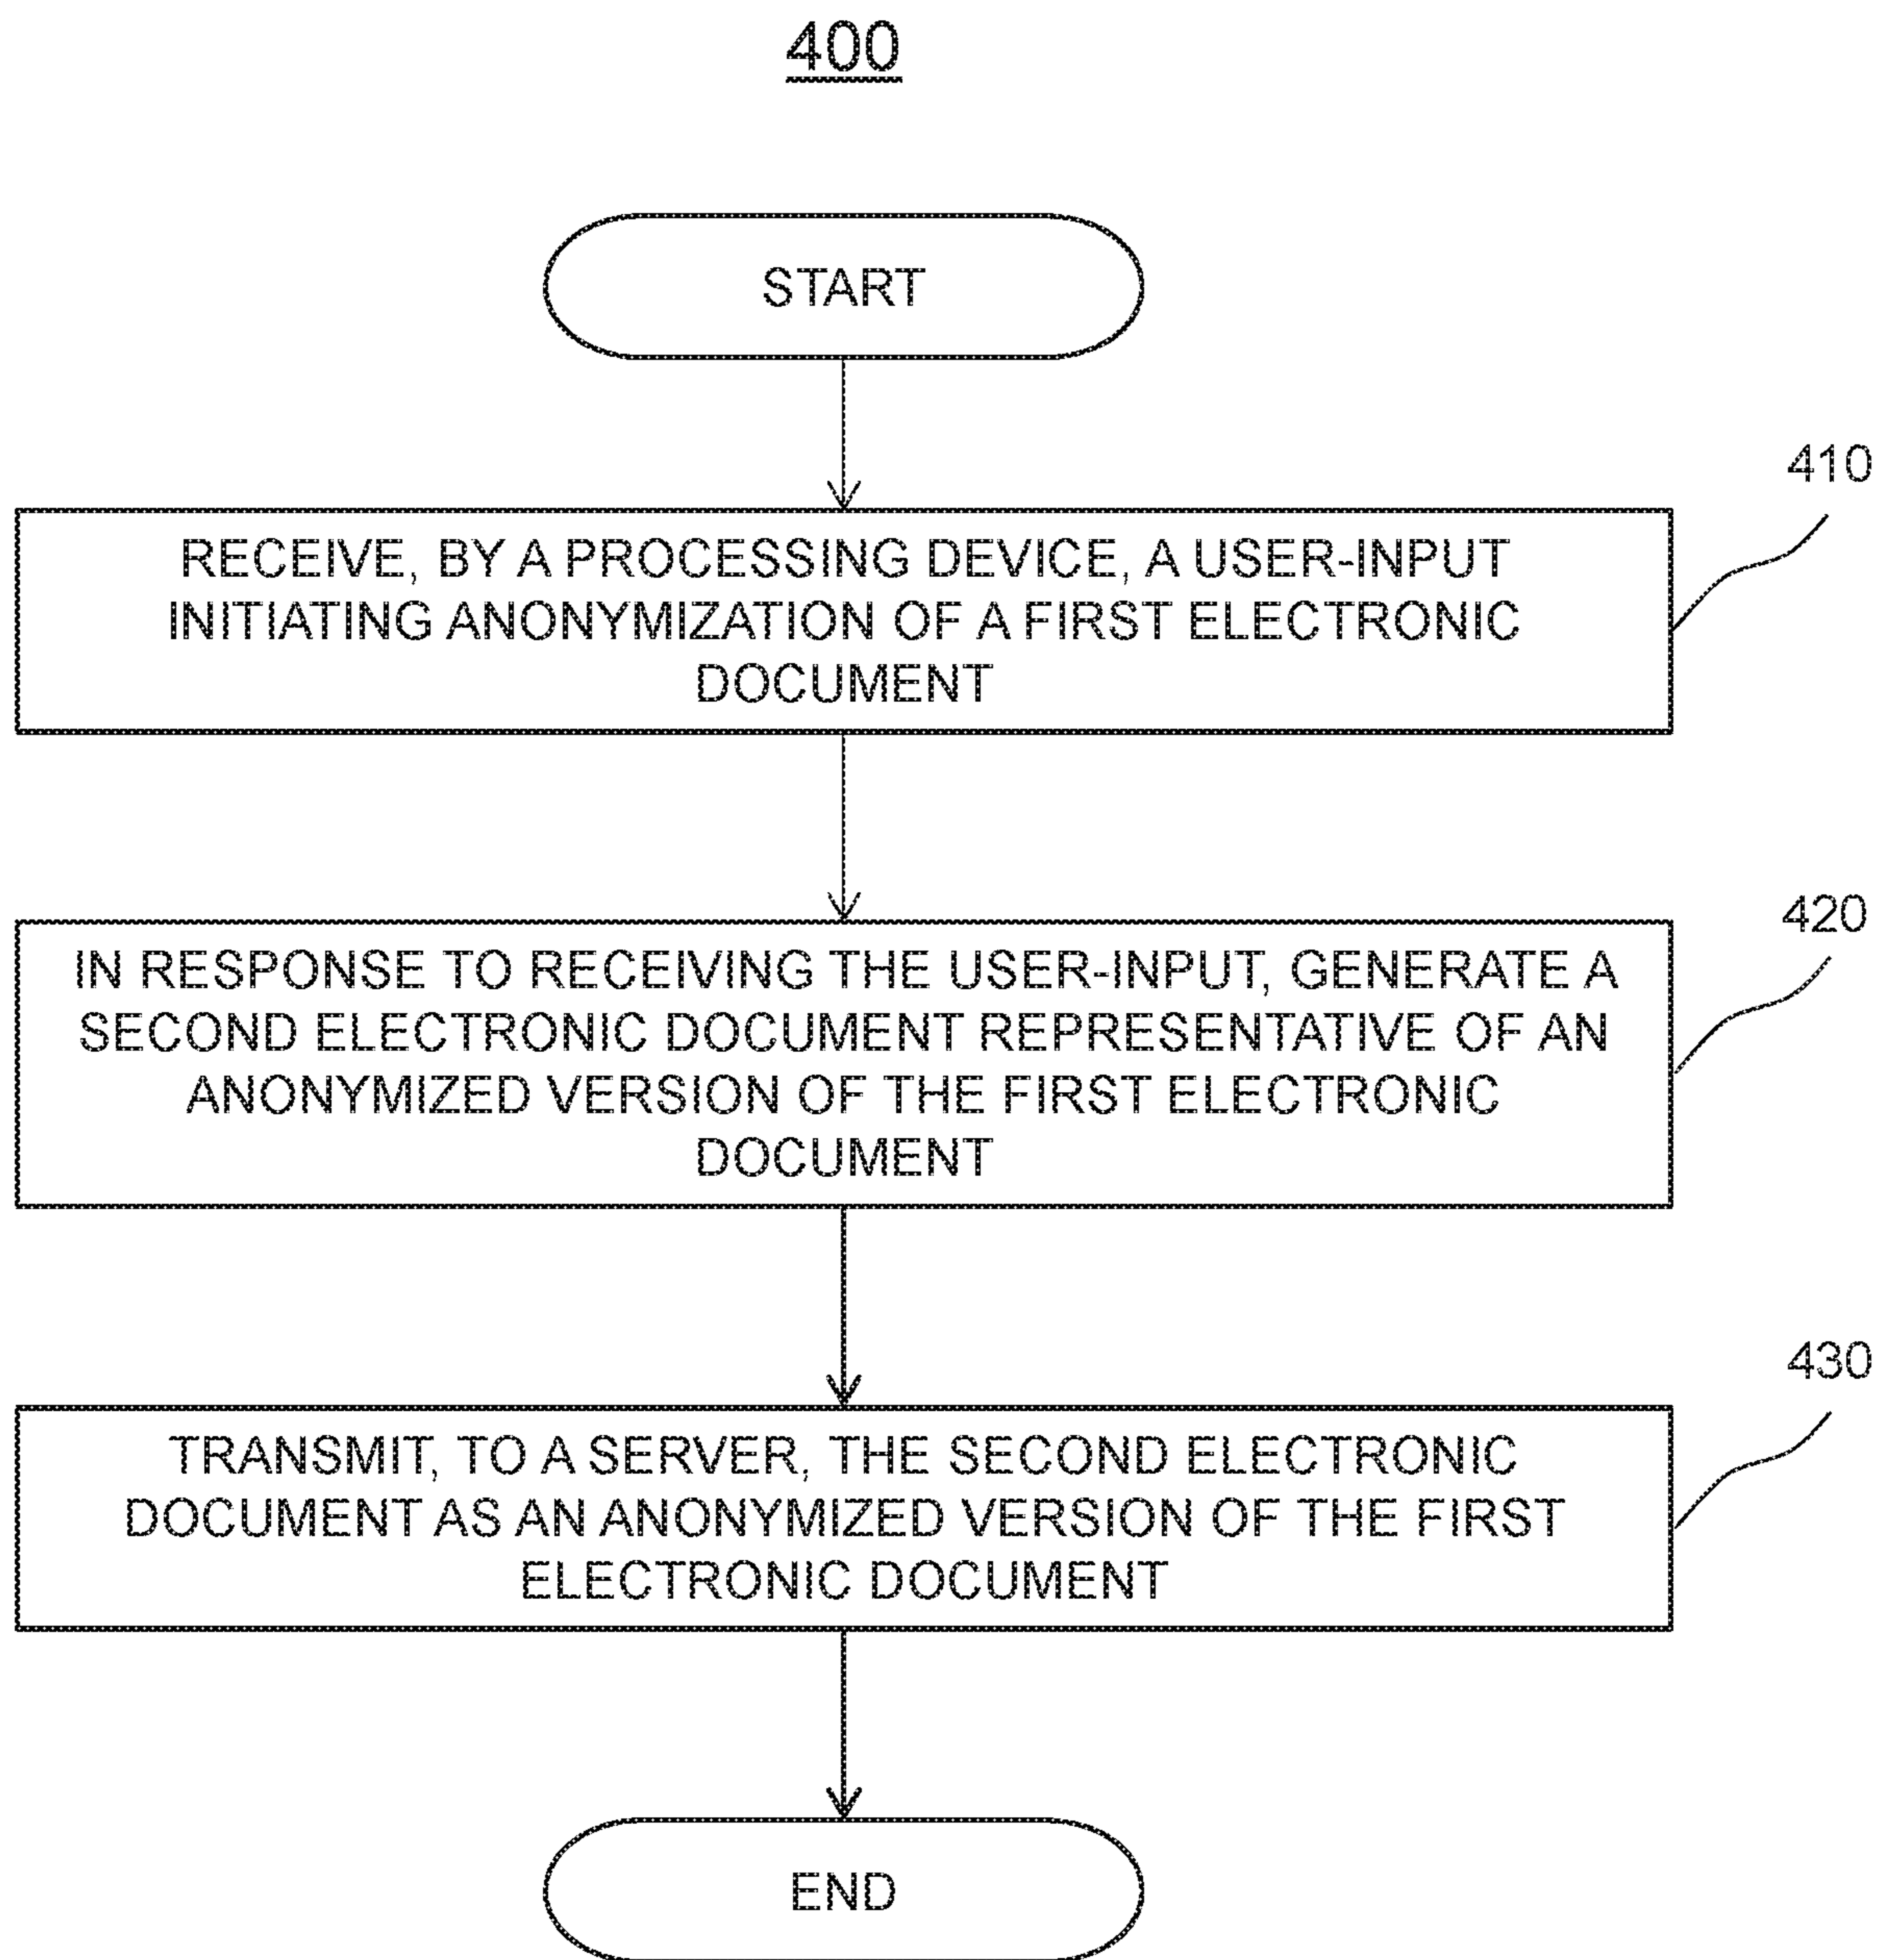 400
START
410
RECEIVE, BY A PROCESSING DEVICE, A USER-INPUT
INITIATING ANONYMIZATION OF A FIRST ELECTRONIC
DOCUMENT
420
IN RESPONSE TO RECEIVING THE USER-INPUT, GENERATE A
SECOND ELECTRONIC DOCUMENT REPRESENTATIVE OF AN
ANONYMIZED VERSION OF THE FIRST ELECTRONIC
DOCUMENT
430
TRANSMIT, TO A SERVER, THE SECOND ELECTRONIC
DOCUMENT AS AN ANONYMIZED VERSION OF THE FIRST
ELECTRONIC DOCUMENT
END